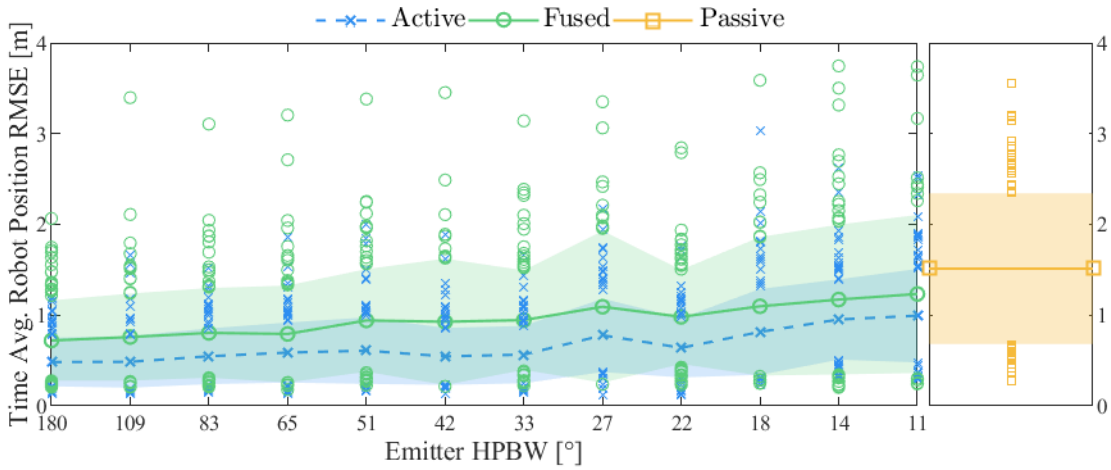 Active Fused Passive
Time Avg. Robot Position RMSE [m]
4 4
3 3
2 2
1 1
0 0
180 109 83 65 51 42 33 27 22 18 14 11
Emitter HPBW [°]